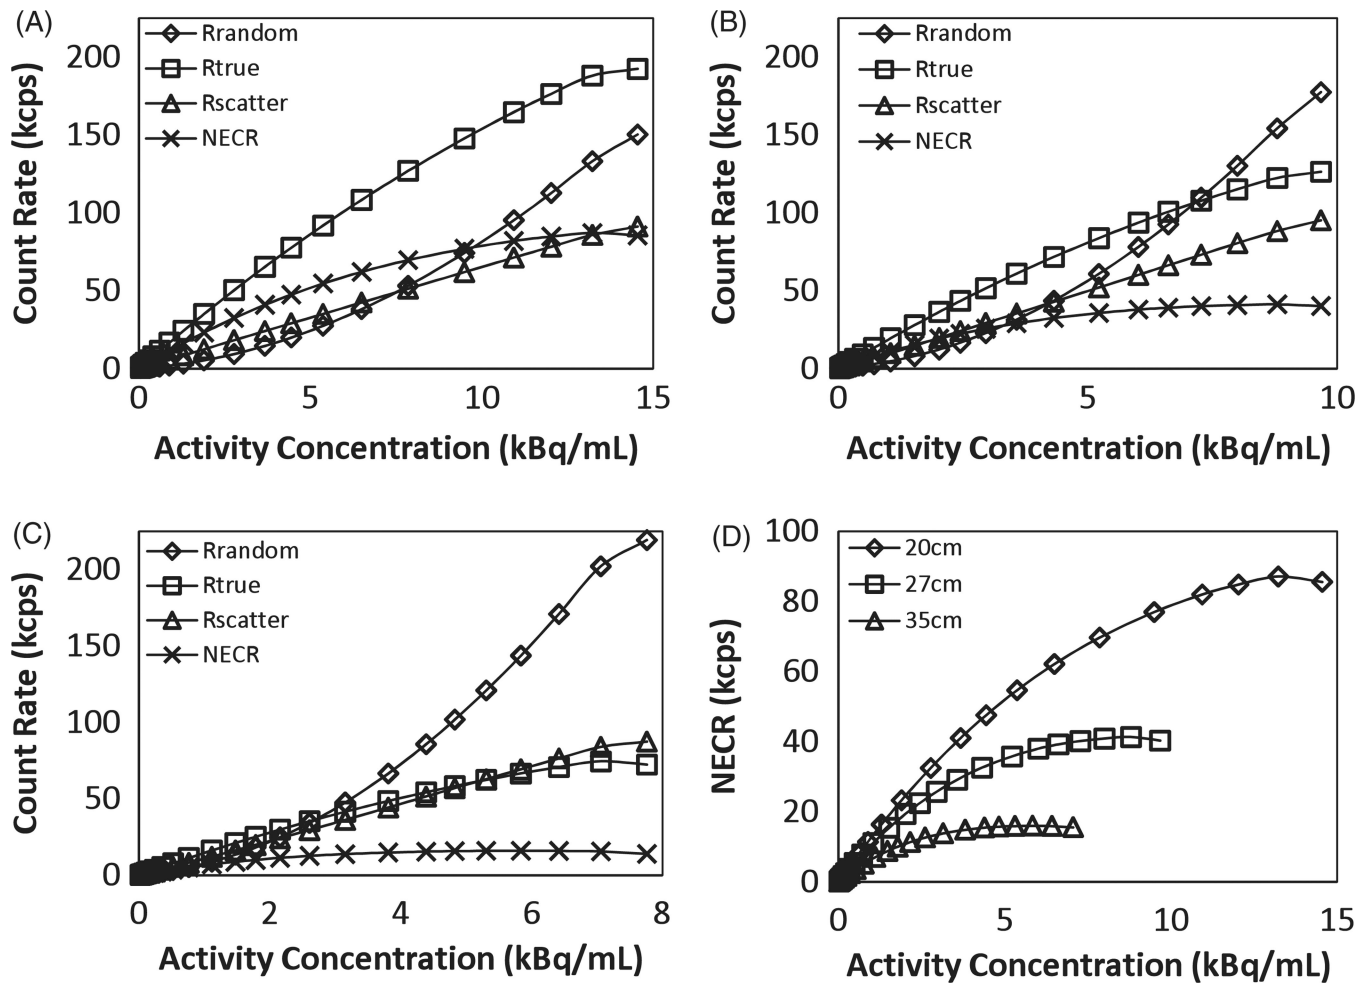 (A)
Count Rate (kcps)
200
150
100
50
0
Rrandom
Rtrue
Rscatter
NECR
0 5 10 15
Activity Concentration (kBq/mL)
(B)
Count Rate (kcps)
200
150
100
50
0
Rrandom
Rtrue
Rscatter
NECR
0 5 10
Activity Concentration (kBq/mL)
(C)
Count Rate (kcps)
200
150
100
50
0
Rrandom
Rtrue
Rscatter
NECR
0 2 4 6 8
Activity Concentration (kBq/mL)
(D)
NECR (kcps)
100
80
60
40
20
0
20cm
27cm
35cm
0 5 10 15
Activity Concentration (kBq/mL)